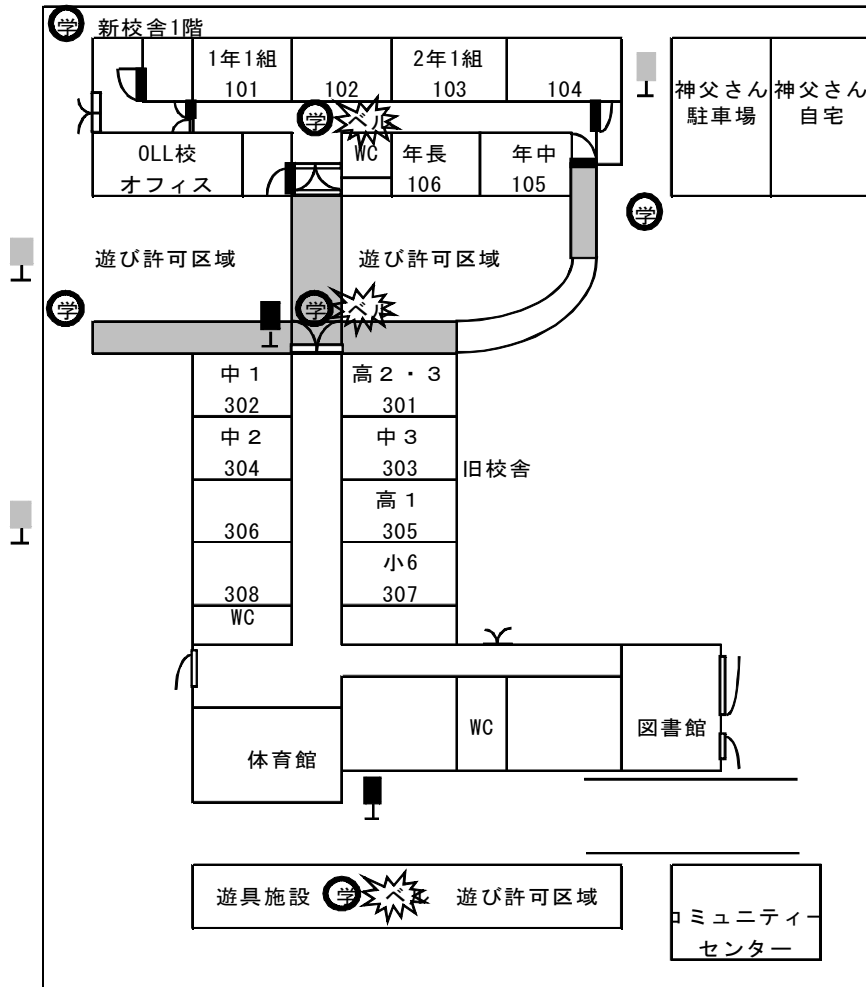 学 新校舎1階
1年1組
101
102
2年1組
103
104
神父さん
駐車場
神父さん
自宅
学 ベル
OLL校
オフィス
WC
年長
106
年中
105
学
遊び許可区域
遊び許可区域
学
学 ベル
中1
302
高2・3
301
中2
304
中3
303
旧校舎
306
高1
305
308
小6
307
WC
体育館
WC
図書館
遊具施設 学 ベル 遊び許可区域
コミュニティー
センター